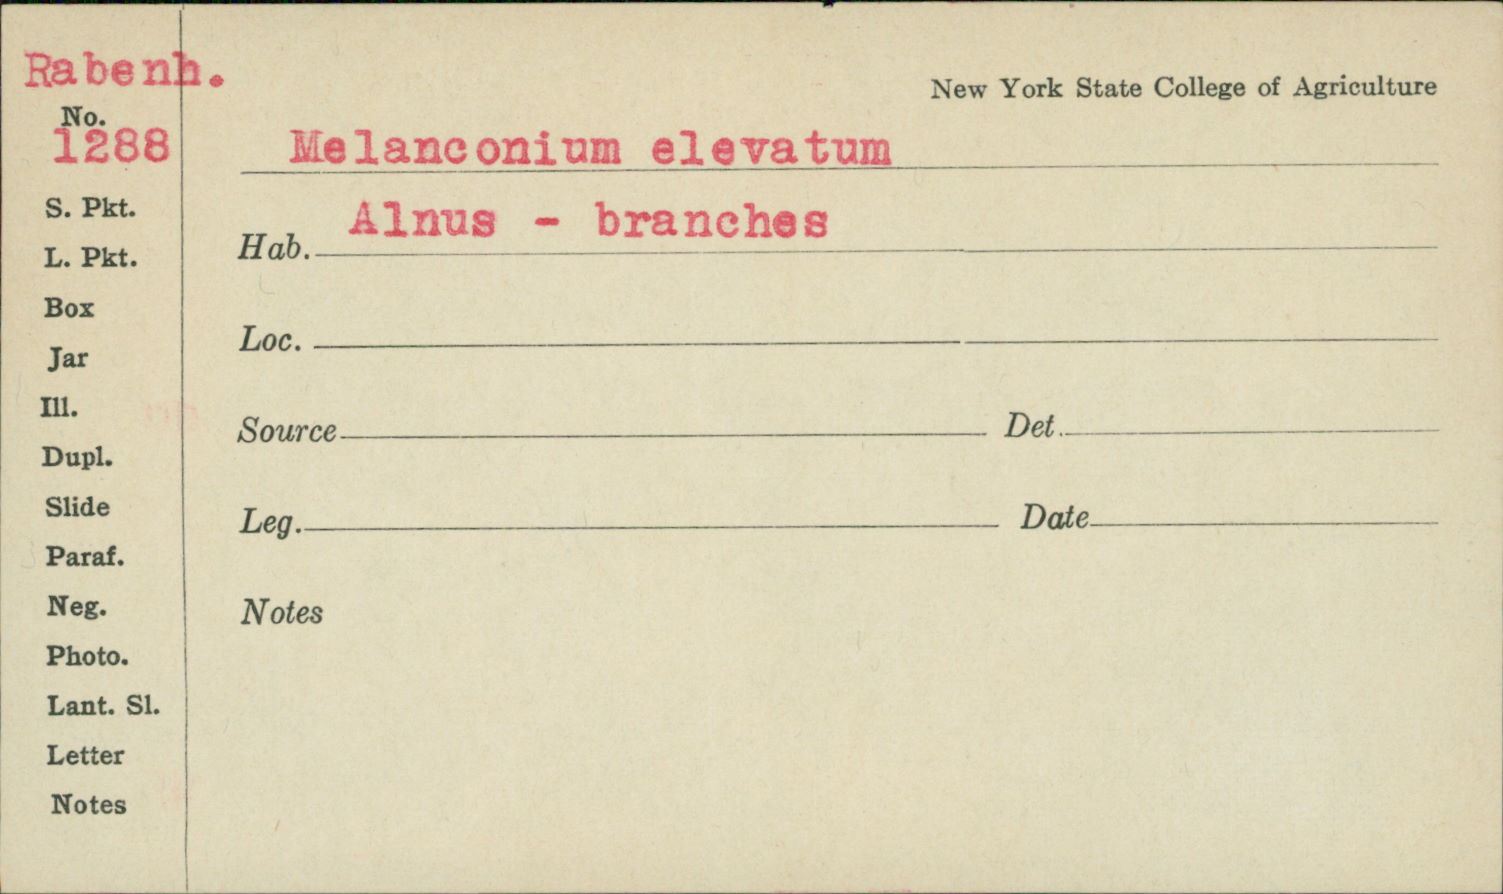 Rabenh.
New York State College of Agriculture
No.
1288
Melanconium elevatum
S. Pkt.
Hab. Alnus - branches
L. Pkt.
Box
Loc.
Jar
Ill.
Source
Det.
Dupl.
Slide
Leg.
Date
Paraf.
Neg.
Notes
Photo.
Lant. Sl.
Letter
Notes